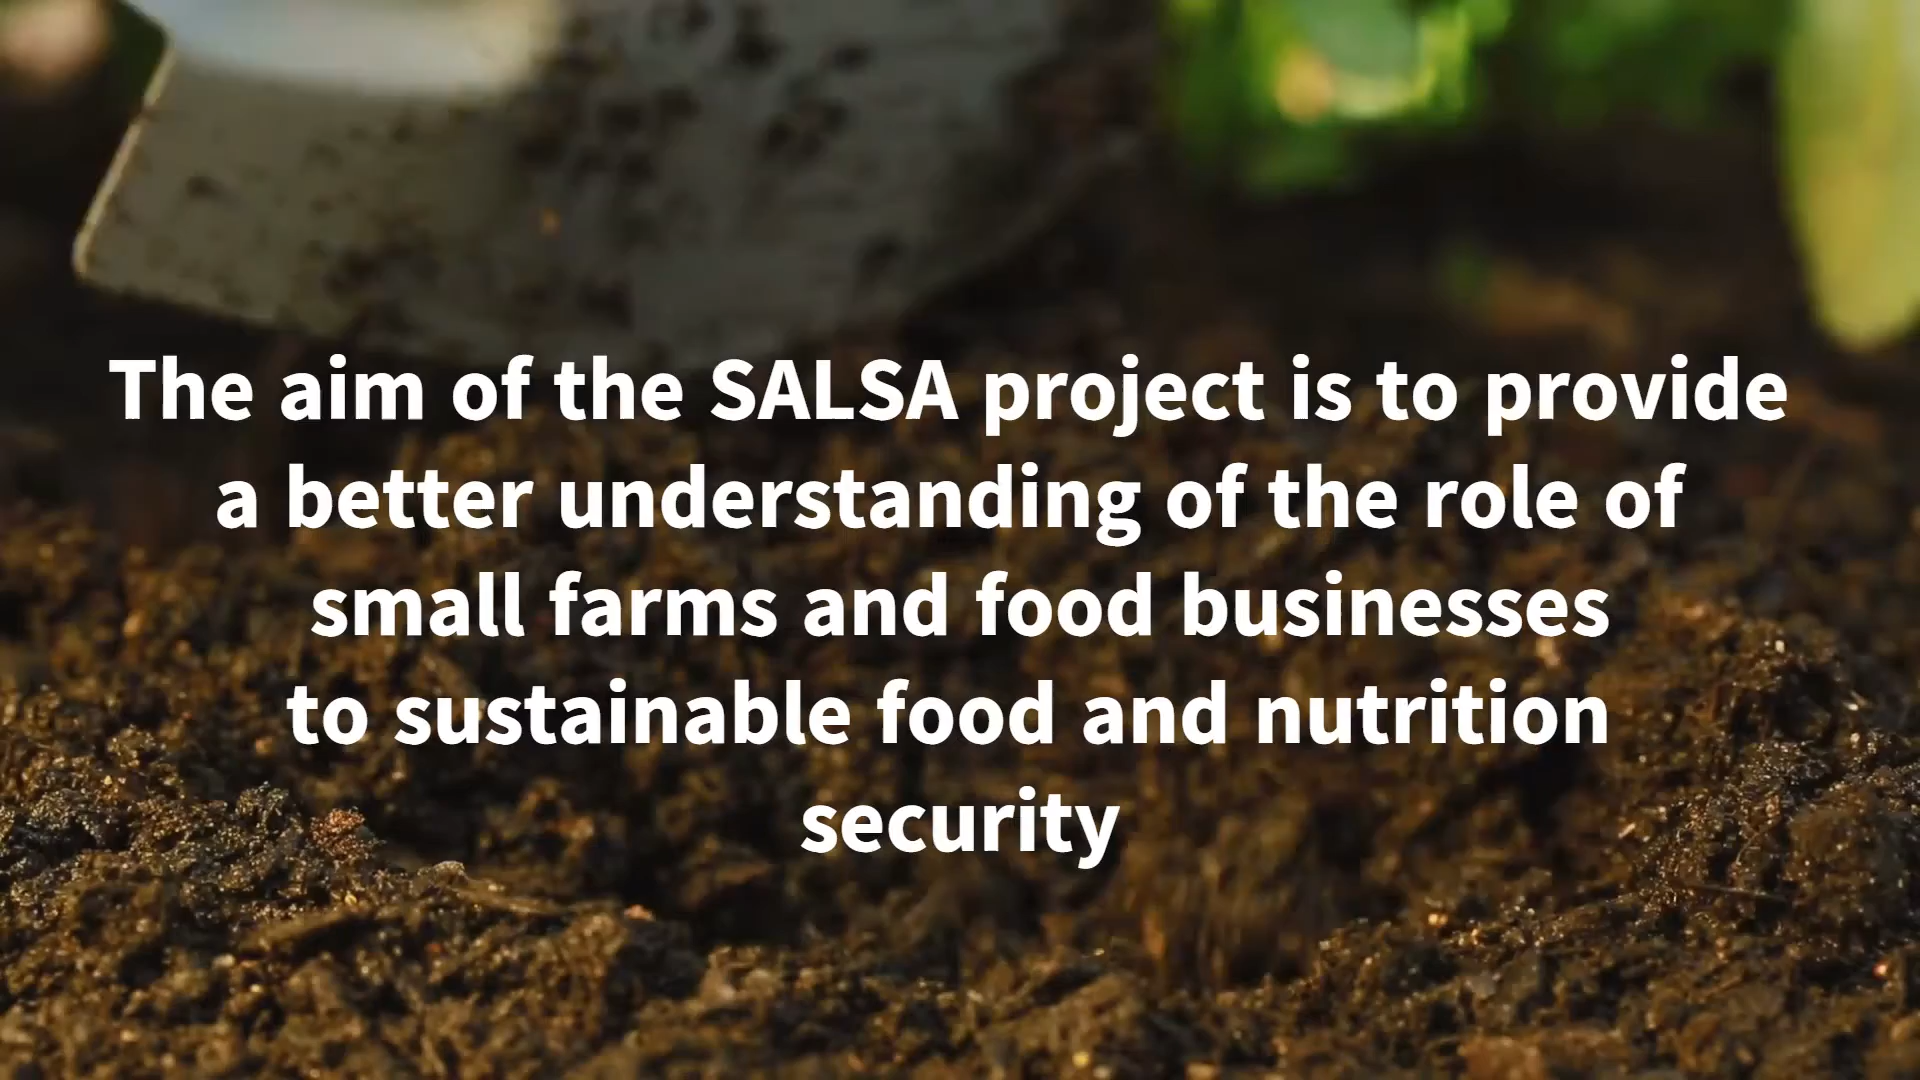 The aim of the SALSA project is to provide
a better understanding of the role of
small farms and food businesses
to sustainable food and nutrition
security